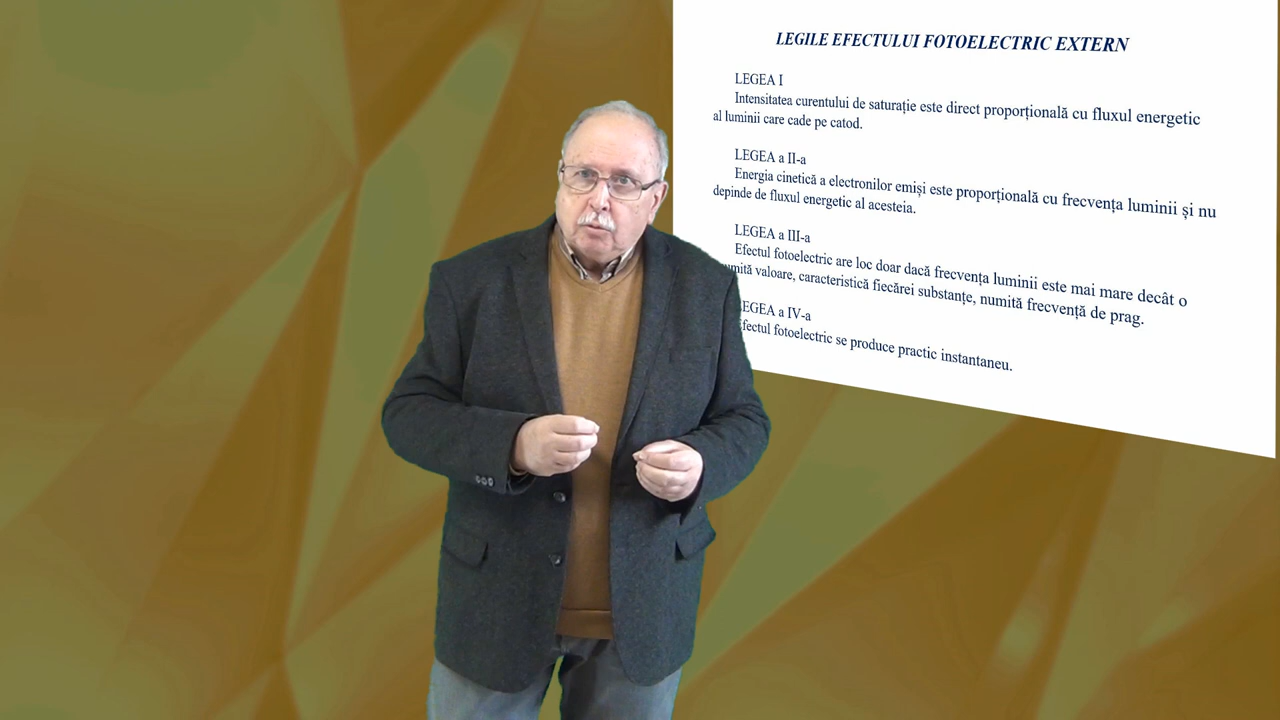 LEGILE EFECTULUI FOTOELECTRIC EXTERN
LEGEA I
Intensitatea curentului de saturație este direct proporțională cu fluxul energetic
al luminii care cade pe catod.
LEGEA a II-a
Energia cinetică a electronilor emiși este proporțională cu frecvența luminii și nu
depinde de fluxul energetic al acesteia.
LEGEA a III-a
Efectul fotoelectric are loc doar dacă frecvența luminii este mai mare decât o
valoare, caracteristică fiecărei substanțe, numită frecvență de prag.
a IV-a
fotoelectric se produce practic instantaneu.